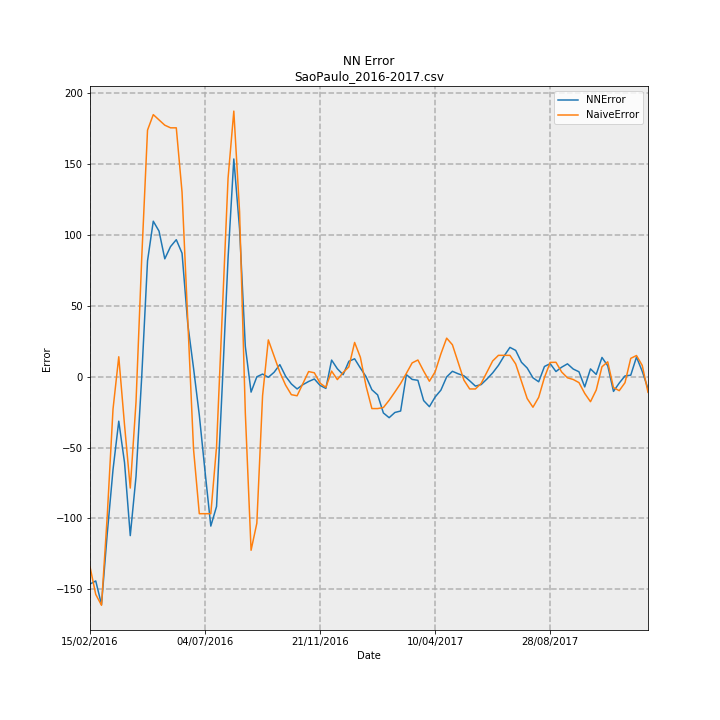 NN Error
SaoPaulo_2016-2017.csv
NNError
NaiveError
200
150
100
50
0
−50
−100
−150
Error
15/02/2016
04/07/2016
21/11/2016
10/04/2017
28/08/2017
Date